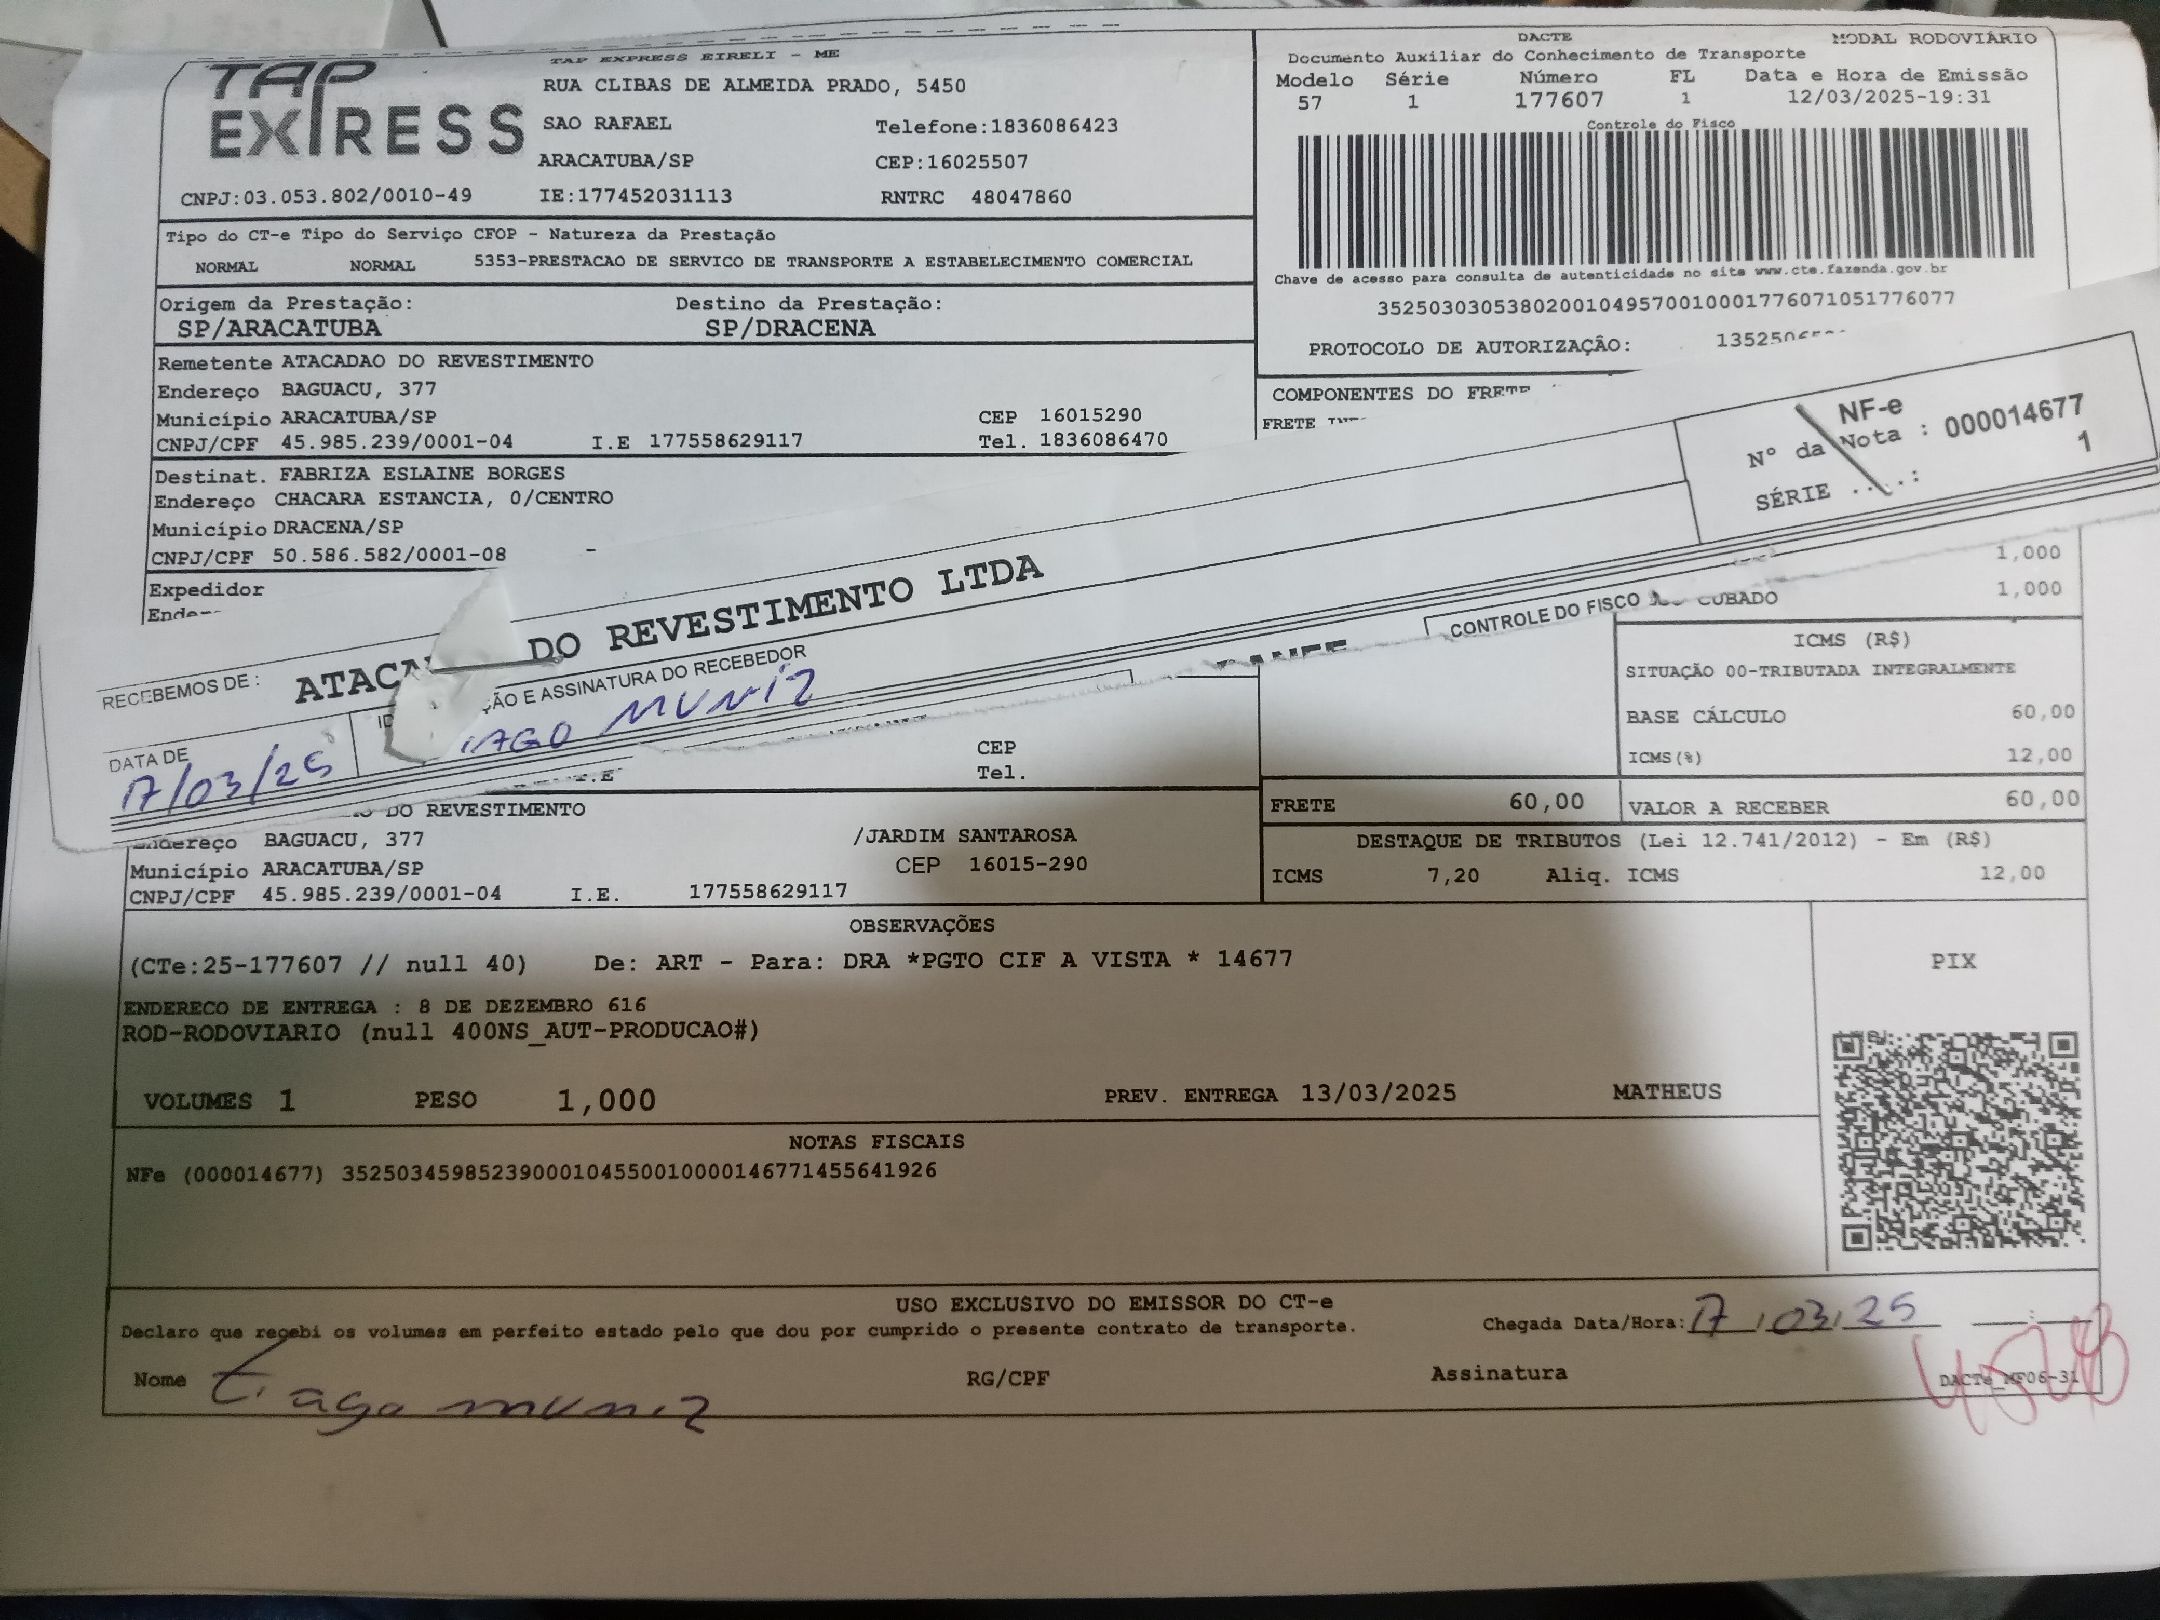 TAP EXPRESS
TAP EXPRESS EIRELI - ME
RUA CLIBAS DE ALMEIDA PRADO, 5450
SAO RAFAEL Telefone:1836086423
ARACATUBA/SP CEP:16025507
CNPJ:03.053.802/0010-49 IE:177452031113 RNTRC 48047860
DACTE MODAL RODOVIÁRIO
Documento Auxiliar do Conhecimento de Transporte
Modelo Série Número FL Data e Hora de Emissão
57 1 177607 1 12/03/2025-19:31
Controle do Fisco
Chave de acesso para consulta de autenticidade no site www.cte.fazenda.gov.br
35250303053802001049570010001776071051776077
PROTOCOLO DE AUTORIZAÇÃO:
Tipo do CT-e Tipo do Serviço CFOP - Natureza da Prestação
NORMAL NORMAL 5353-PRESTACAO DE SERVICO DE TRANSPORTE A ESTABELECIMENTO COMERCIAL
Origem da Prestação: Destino da Prestação:
SP/ARACATUBA SP/DRACENA
Remetente ATACADAO DO REVESTIMENTO
Endereço BAGUACU, 377
Município ARACATUBA/SP CEP 16015290
CNPJ/CPF 45.985.239/0001-04 I.E 177558629117 Tel. 1836086470
COMPONENTES DO FRETE
FRETE
Destinat. FABRIZA ESLAINE BORGES
Endereço CHACARA ESTANCIA, 0/CENTRO
Município DRACENA/SP
CNPJ/CPF 50.586.582/0001-08 -
Expedidor
NF-e
Nº da Nota : 000014677
SÉRIE ....: 1
RECEBEMOS DE : ATACA DO REVESTIMENTO LTDA
DATA DE ÇÃO E ASSINATURA DO RECEBEDOR
17/03/25 IAGO MUNIZ
CONTROLE DO FISCO
1,000
CUBADO 1,000
ICMS (R$)
SITUAÇÃO 00-TRIBUTADA INTEGRALMENTE
BASE CÁLCULO 60,00
ICMS(%) 12,00
CEP
Tel.
FRETE 60,00 VALOR A RECEBER 60,00
DO REVESTIMENTO
Endereço BAGUACU, 377 /JARDIM SANTAROSA
Município ARACATUBA/SP CEP 16015-290
CNPJ/CPF 45.985.239/0001-04 I.E. 177558629117
DESTAQUE DE TRIBUTOS (Lei 12.741/2012) - Em (R$)
ICMS 7,20 Aliq. ICMS 12,00
OBSERVAÇÕES
(CTe:25-177607 // null 40) De: ART - Para: DRA *PGTO CIF A VISTA * 14677
ENDERECO DE ENTREGA : 8 DE DEZEMBRO 616
ROD-RODOVIARIO (null 400NS_AUT-PRODUCAO#)
PIX
VOLUMES 1 PESO 1,000 PREV. ENTREGA 13/03/2025 MATHEUS
NOTAS FISCAIS
NFe (000014677) 35250345985239000104550010000146771455641926
USO EXCLUSIVO DO EMISSOR DO CT-e
Declaro que recebi os volumes em perfeito estado pelo que dou por cumprido o presente contrato de transporte. Chegada Data/Hora: 17/03/25
Nome tiago muniz RG/CPF Assinatura